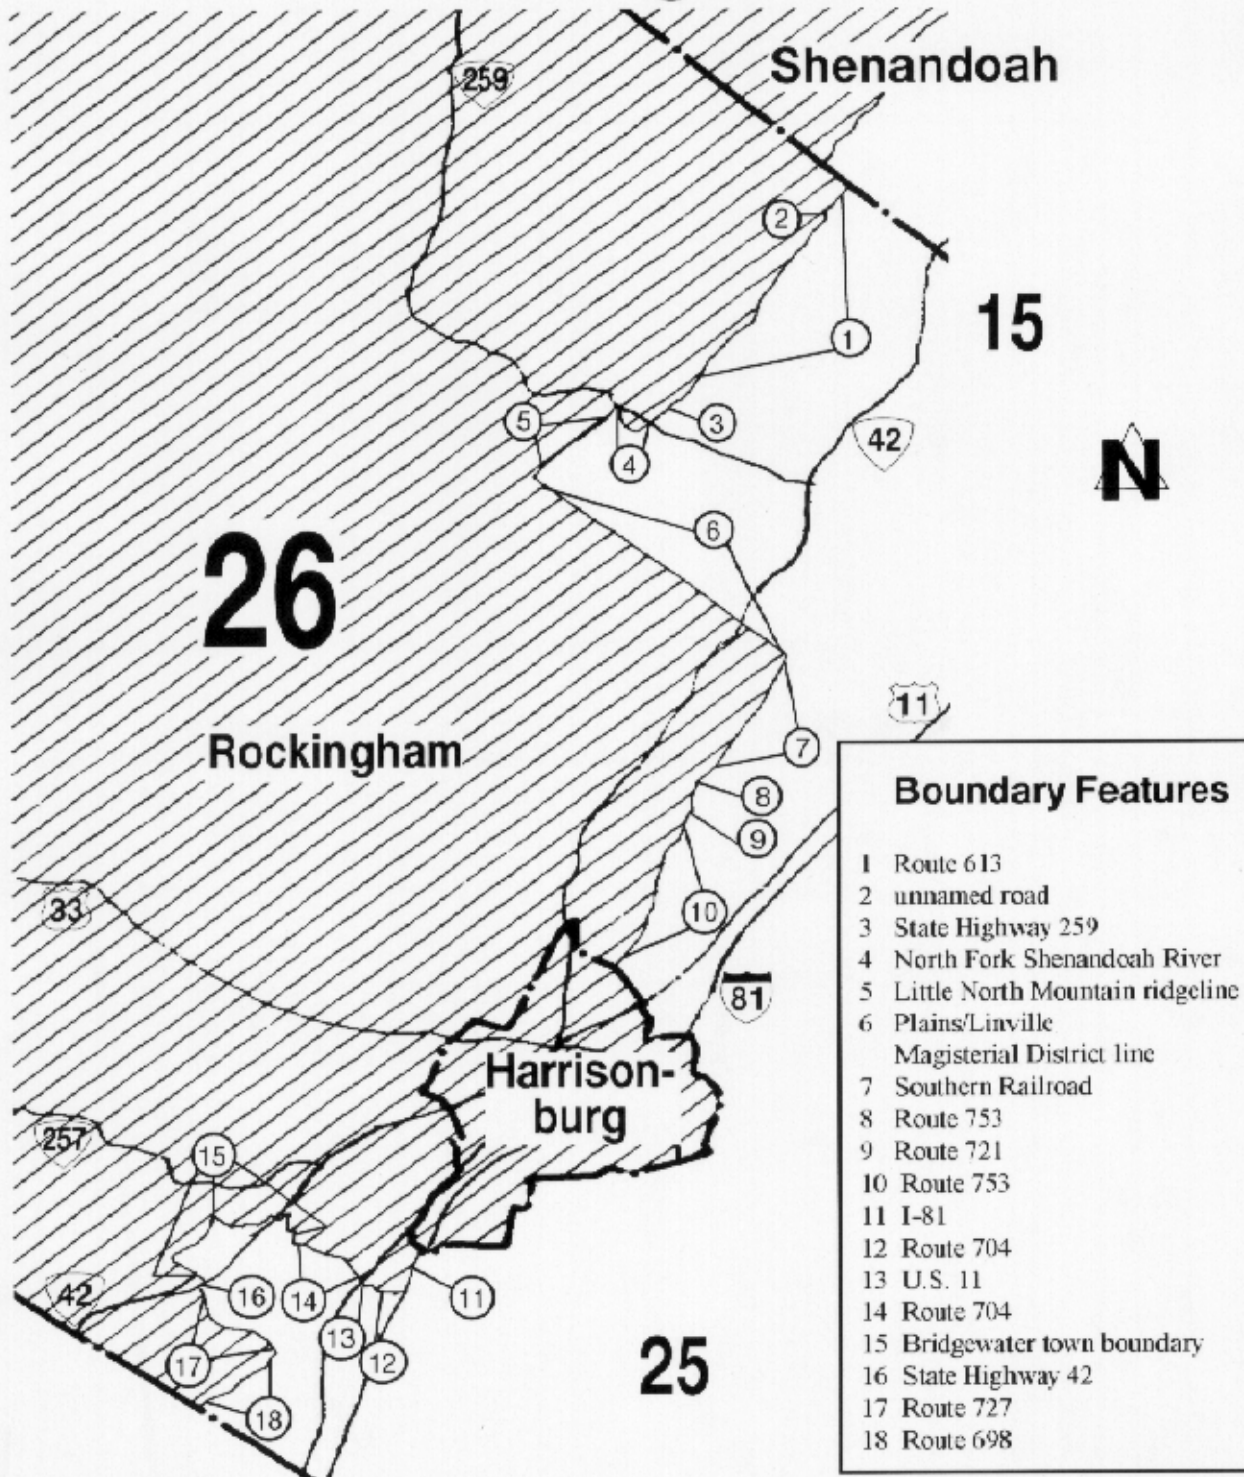 Shenandoah
259
2
15
1
5
3
42
4
6
26
11
Rockingham
7
8
9
33
10
81
Harrison-
burg
257
15
42
16
14
11
13
12
17
25
18
Boundary Features
1 Route 613
2 unnamed road
3 State Highway 259
4 North Fork Shenandoah River
5 Little North Mountain ridgeline
6 Plains/Linville
Magisterial District line
7 Southern Railroad
8 Route 753
9 Route 721
10 Route 753
11 I-81
12 Route 704
13 U.S. 11
14 Route 704
15 Bridgewater town boundary
16 State Highway 42
17 Route 727
18 Route 698
N